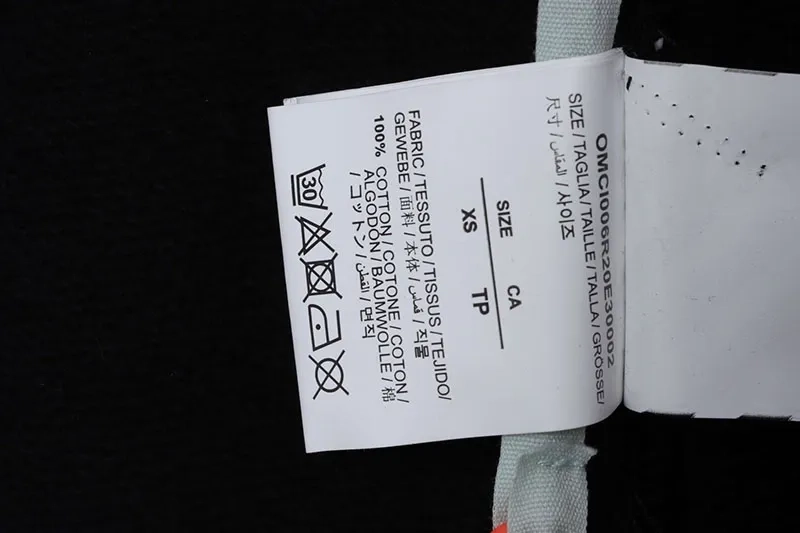 OMCI006R20E30002
SIZE / TAGLIA / TAILLE / TALLA / GRÖSSE/
尺寸 / المقاس / 사이즈
SIZE CA
XS TP
FABRIC / TESSUTO / TISSUS / TEJIDO/
GEWEBE / 面料 / 本体 / قماش / 직물
100% COTTON / COTONE / COTON /
ALGODÓN / BAUMWOLLE / 棉
/ コットン / القطن / 면직
30